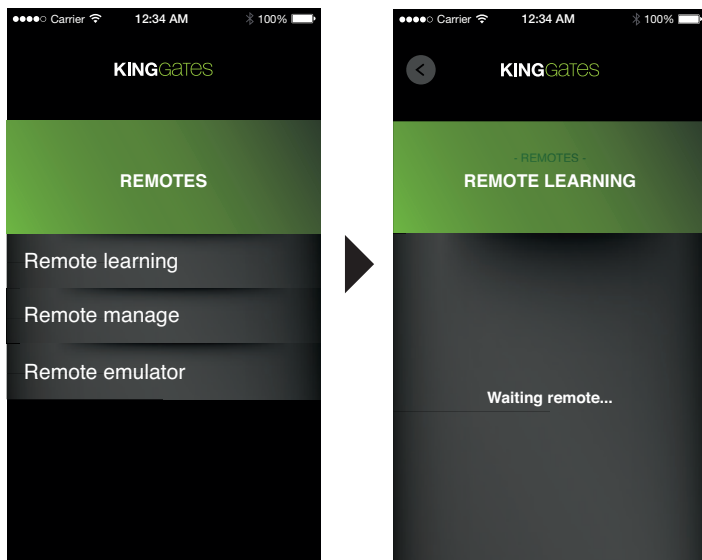 Carrier 12:34 AM 100%
KINGGATES
REMOTES
Remote learning
Remote manage
Remote emulator
Carrier 12:34 AM 100%
KINGGATES
- REMOTES -
REMOTE LEARNING
Waiting remote...